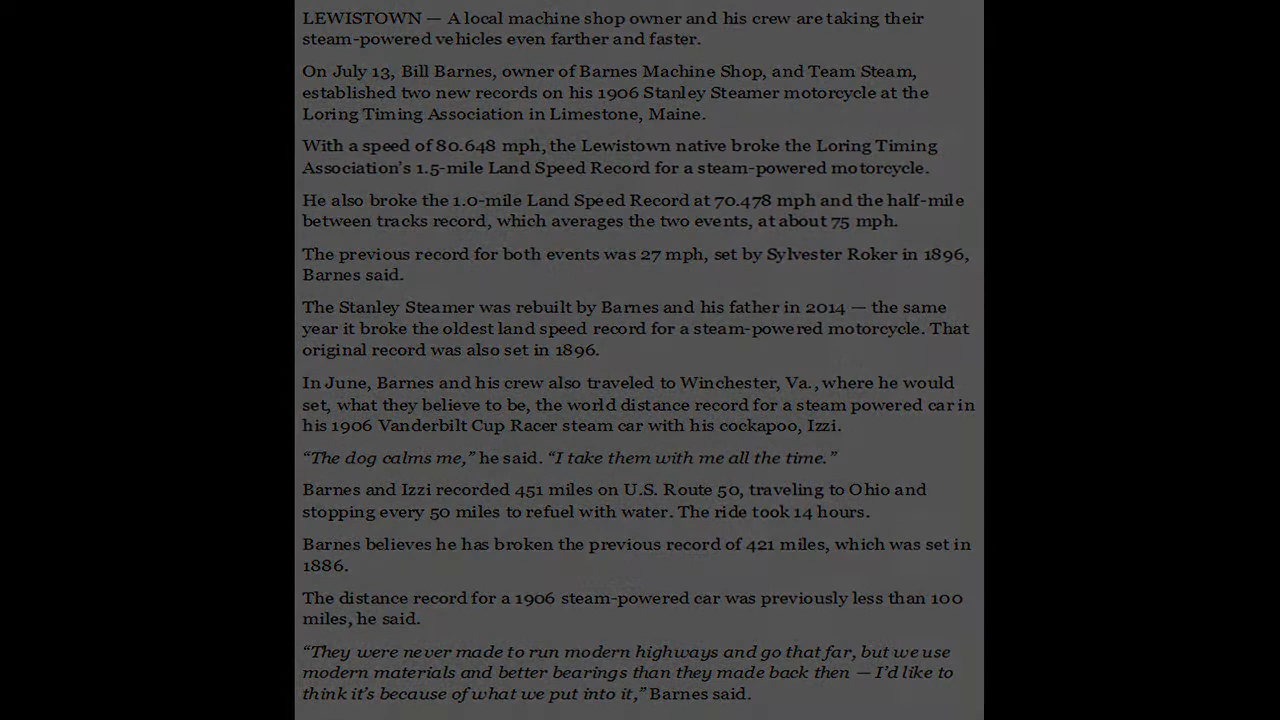 LEWISTOWN — A local machine shop owner and his crew are taking their
steam-powered vehicles even farther and faster.
On July 13, Bill Barnes, owner of Barnes Machine Shop, and Team Steam,
established two new records on his 1906 Stanley Steamer motorcycle at the
Loring Timing Association in Limestone, Maine.
With a speed of 80.648 mph, the Lewistown native broke the Loring Timing
Association’s 1.5-mile Land Speed Record for a steam-powered motorcycle.
He also broke the 1.0-mile Land Speed Record at 70.478 mph and the half-mile
between tracks record, which averages the two events, at about 75 mph.
The previous record for both events was 27 mph, set by Sylvester Roker in 1896,
Barnes said.
The Stanley Steamer was rebuilt by Barnes and his father in 2014 — the same
year it broke the oldest land speed record for a steam-powered motorcycle. That
original record was also set in 1896.
In June, Barnes and his crew also traveled to Winchester, Va., where he would
set, what they believe to be, the world distance record for a steam powered car in
his 1906 Vanderbilt Cup Racer steam car with his cockapoo, Izzi.
“The dog calms me,” he said. “I take them with me all the time.”
Barnes and Izzi recorded 451 miles on U.S. Route 50, traveling to Ohio and
stopping every 50 miles to refuel with water. The ride took 14 hours.
Barnes believes he has broken the previous record of 421 miles, which was set in
1886.
The distance record for a 1906 steam-powered car was previously less than 100
miles, he said.
“They were never made to run modern highways and go that far, but we use
modern materials and better bearings than they made back then — I’d like to
think it’s because of what we put into it,” Barnes said.